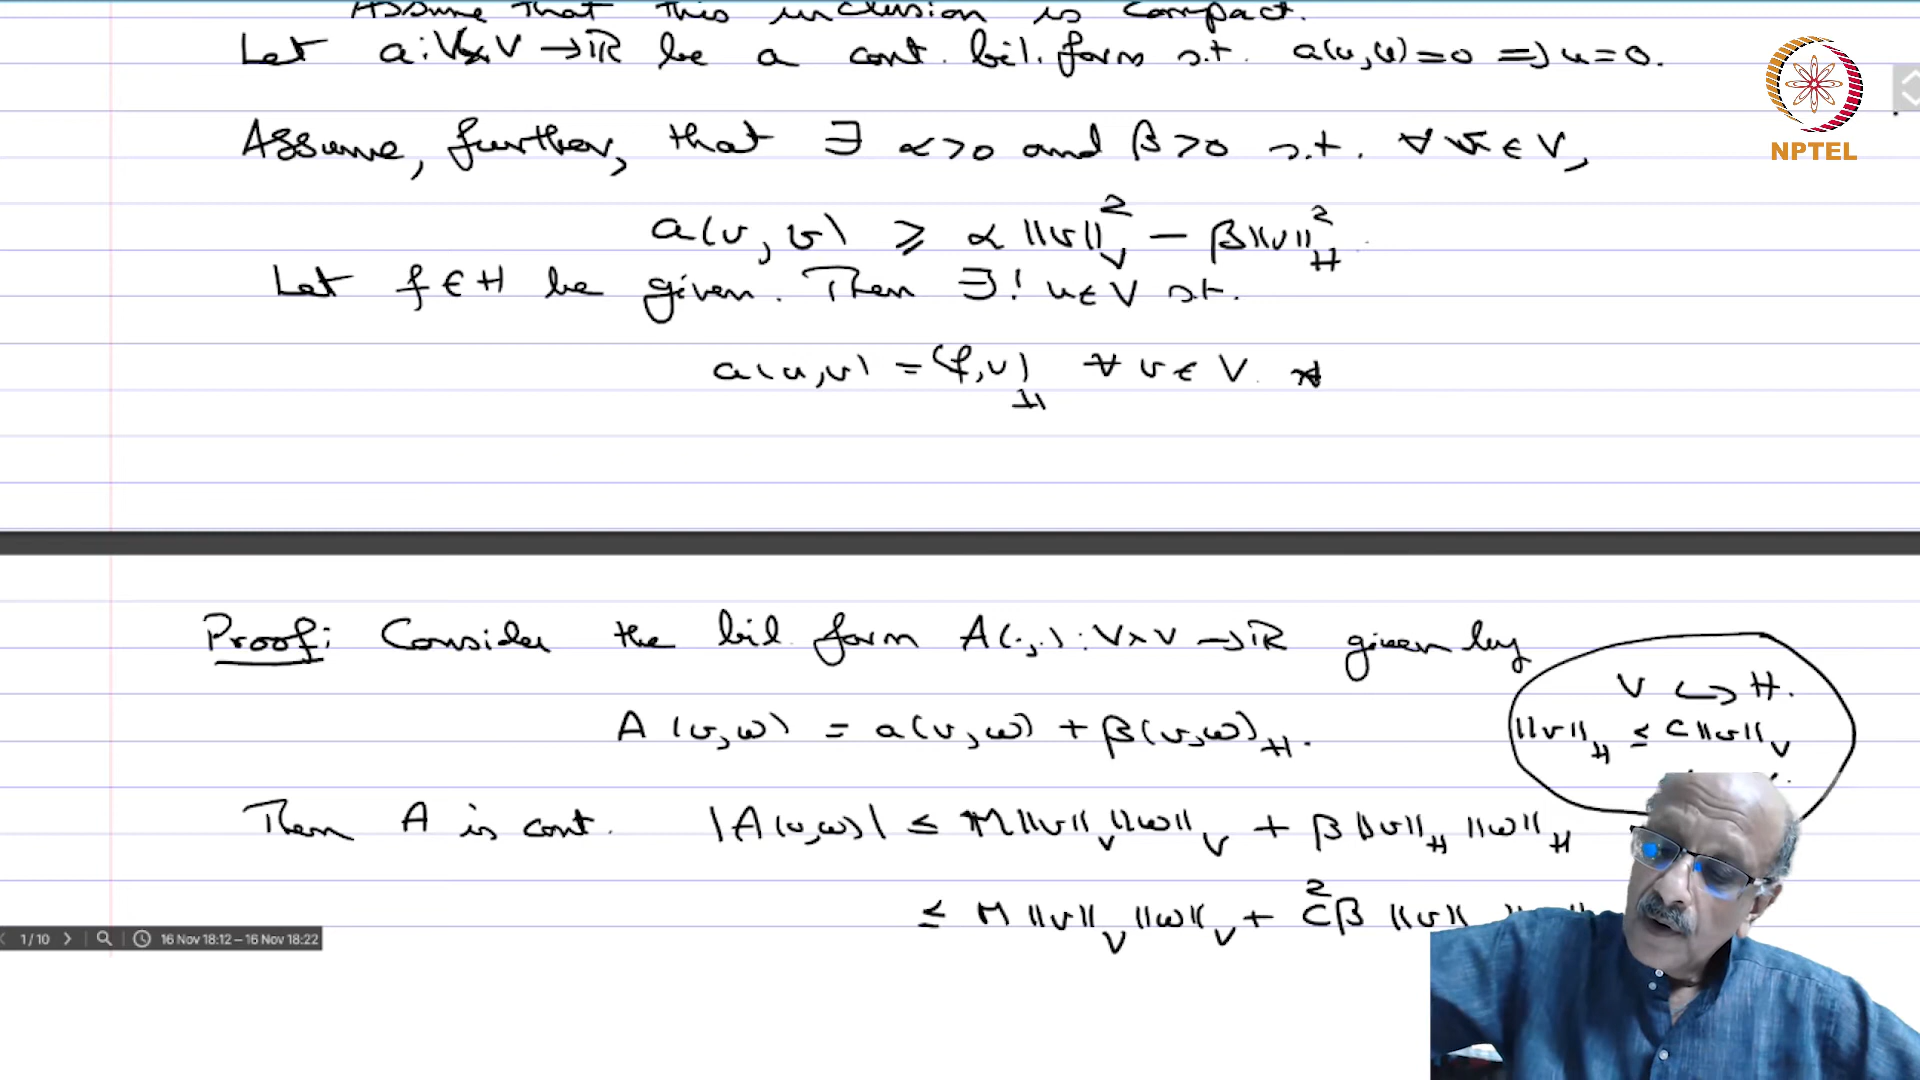 Assume that this inclusion is compact.
Let a: V×V → ℝ be a cont. bil. form s.t. a(u,u)=0 ⇒ u=0.
Assume, further, that ∃ α>0 and β>0 s.t. ∀ v ∈ V,
a(v,v) ≥ α ||v||²_V − β||v||²_H
Let f ∈ H be given. Then ∃! u ∈ V s.t.
a(u,v) = (f,v)_H ∀ v ∈ V.
NPTEL
Proof: Consider the bil. form A(·,·): V×V → ℝ given by
A(v,w) = a(v,w) + β(v,w)_H.
V ↪ H.
||v||_H ≤ C||v||_V
Then A is cont. |A(v,w)| ≤ M||v||_V ||w||_V + β ||v||_H ||w||_H
≤ M ||v||_V ||w||_V + C²β ||v||
1/10
16 Nov 18:12 – 16 Nov 18:22